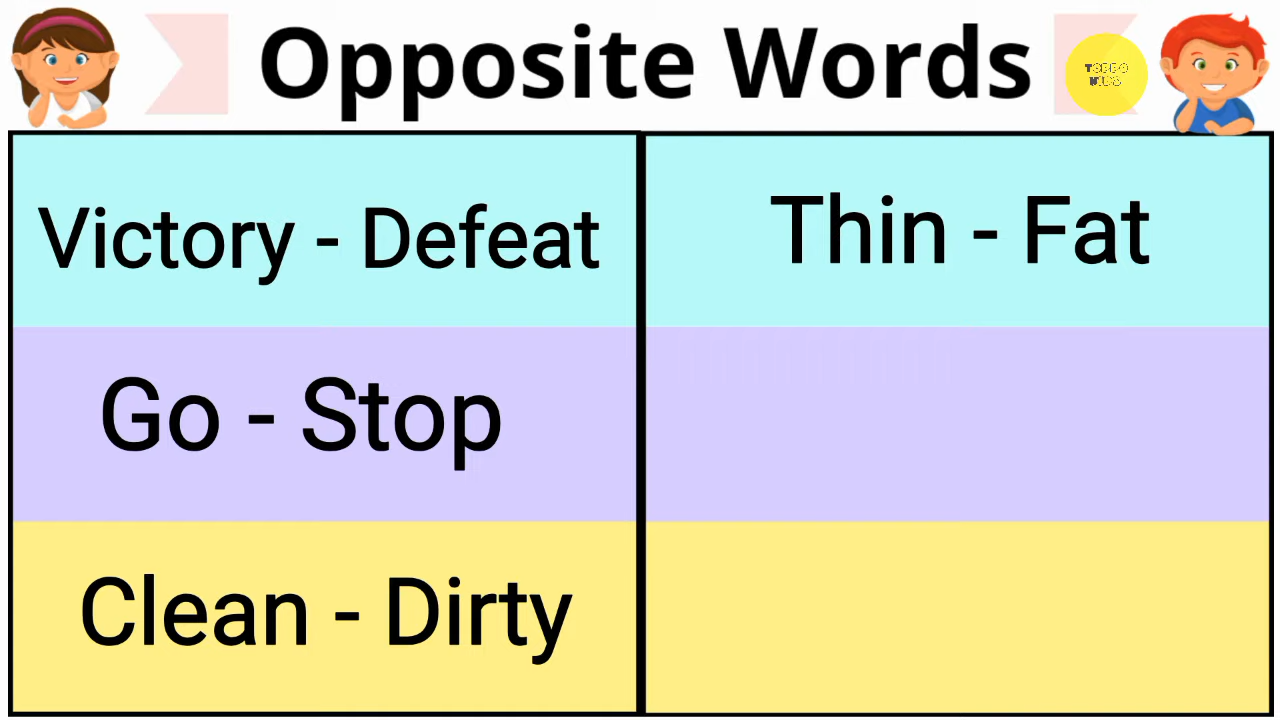 Opposite Words
Victory - Defeat
Thin - Fat
Go - Stop
Clean - Dirty